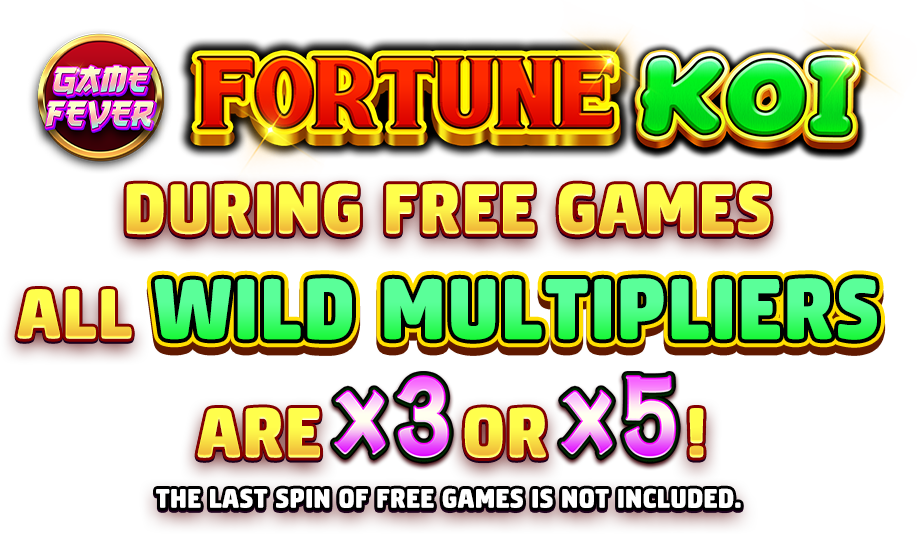 GAME
FEVER
FORTUNE KOI
DURING FREE GAMES
ALL WILD MULTIPLIERS
ARE x3 OR x5!
THE LAST SPIN OF FREE GAMES IS NOT INCLUDED.